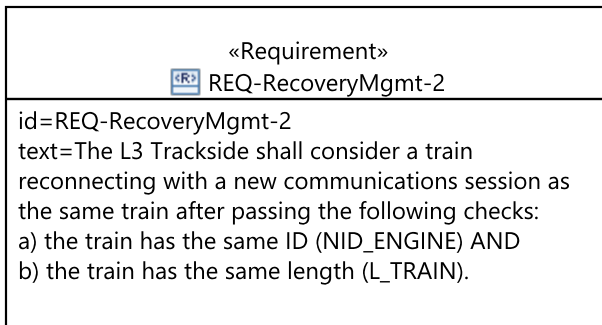 «Requirement»
<R> REQ-RecoveryMgmt-2
id=REQ-RecoveryMgmt-2
text=The L3 Trackside shall consider a train
reconnecting with a new communications session as
the same train after passing the following checks:
a) the train has the same ID (NID_ENGINE) AND
b) the train has the same length (L_TRAIN).